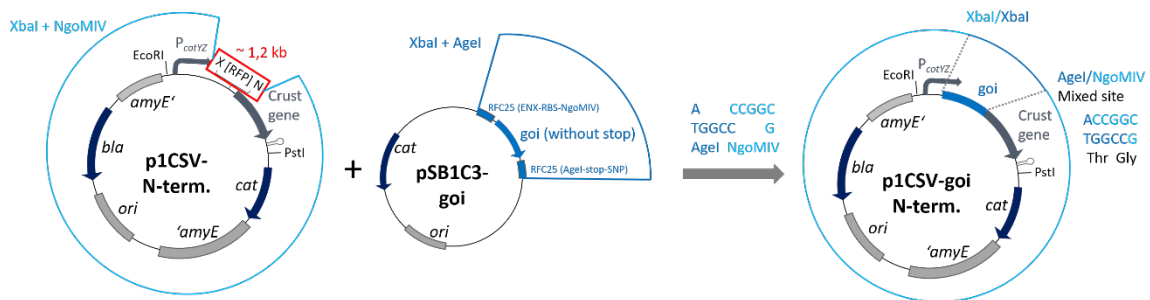 XbaI + NgoMIV
EcoRI
PcotYZ
~ 1,2 kb
X [RFP] N
Crust
gene
PstI
amyE‘
bla
p1CSV-
N-term.
cat
ori
‘amyE
+
XbaI + AgeI
RFC25 (ENX-RBS-NgoMIV)
goi (without stop)
cat
pSB1C3-
goi
RFC25 (AgeI-stop-SNP)
ori
A CCGGC
TGGCC G
AgeI NgoMIV
XbaI/XbaI
EcoRI
PcotYZ
goi
AgeI/NgoMIV
Mixed site
ACCGGC
TGGCCG
Thr Gly
Crust
gene
PstI
amyE‘
bla
p1CSV-goi
N-term.
cat
ori
‘amyE